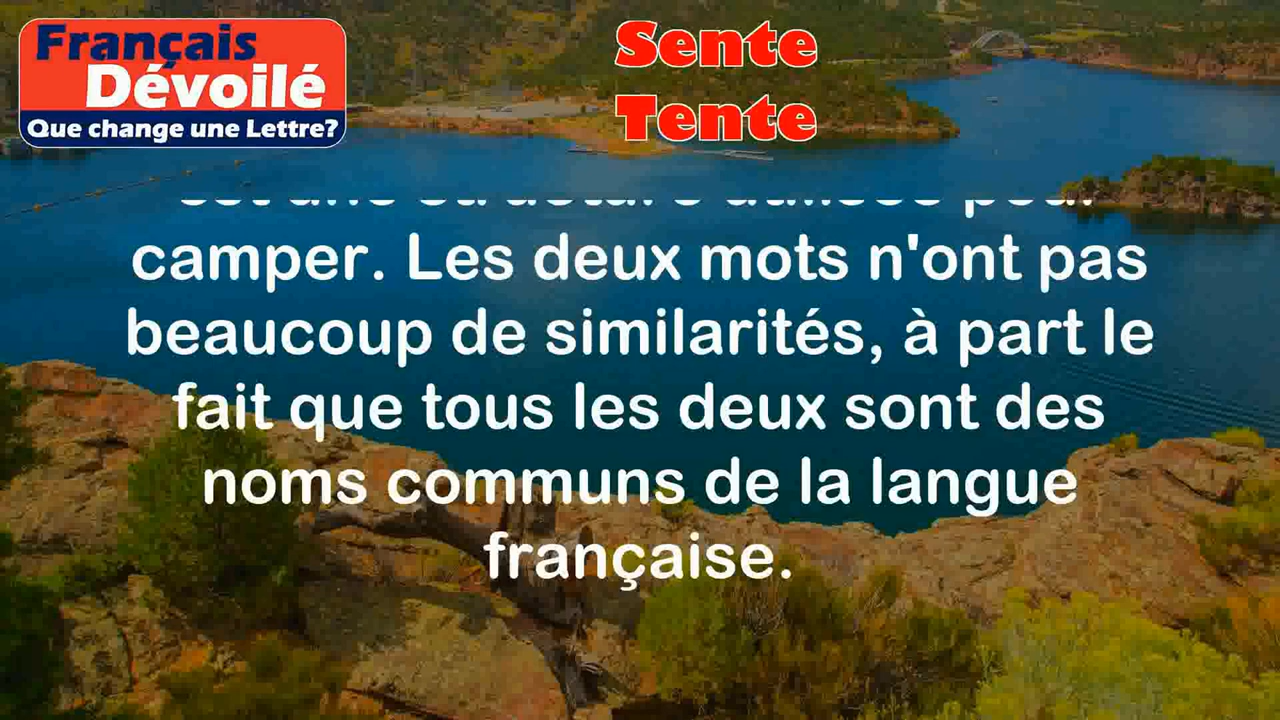 Français
Dévoilé
Que change une Lettre?
Sente
Tente
camper. Les deux mots n'ont pas
beaucoup de similarités, à part le
fait que tous les deux sont des
noms communs de la langue
française.